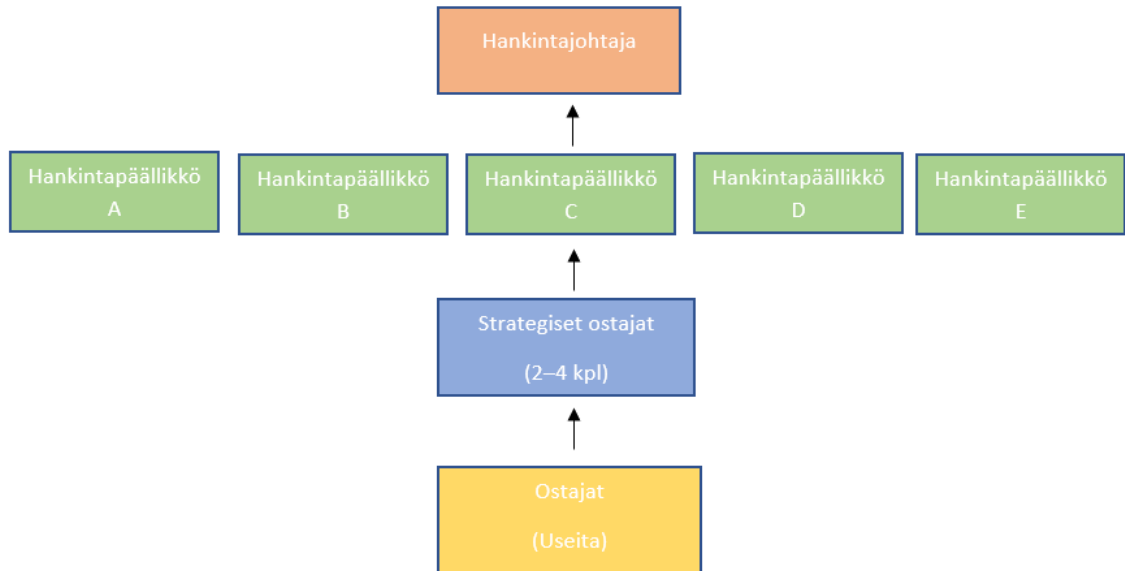 Hankintajohtaja
Hankintapäällikkö
A
Hankintapäällikkö
B
Hankintapäällikkö
C
Hankintapäällikkö
D
Hankintapäällikkö
E
Strategiset ostajat
(2–4 kpl)
Ostajat
(Useita)